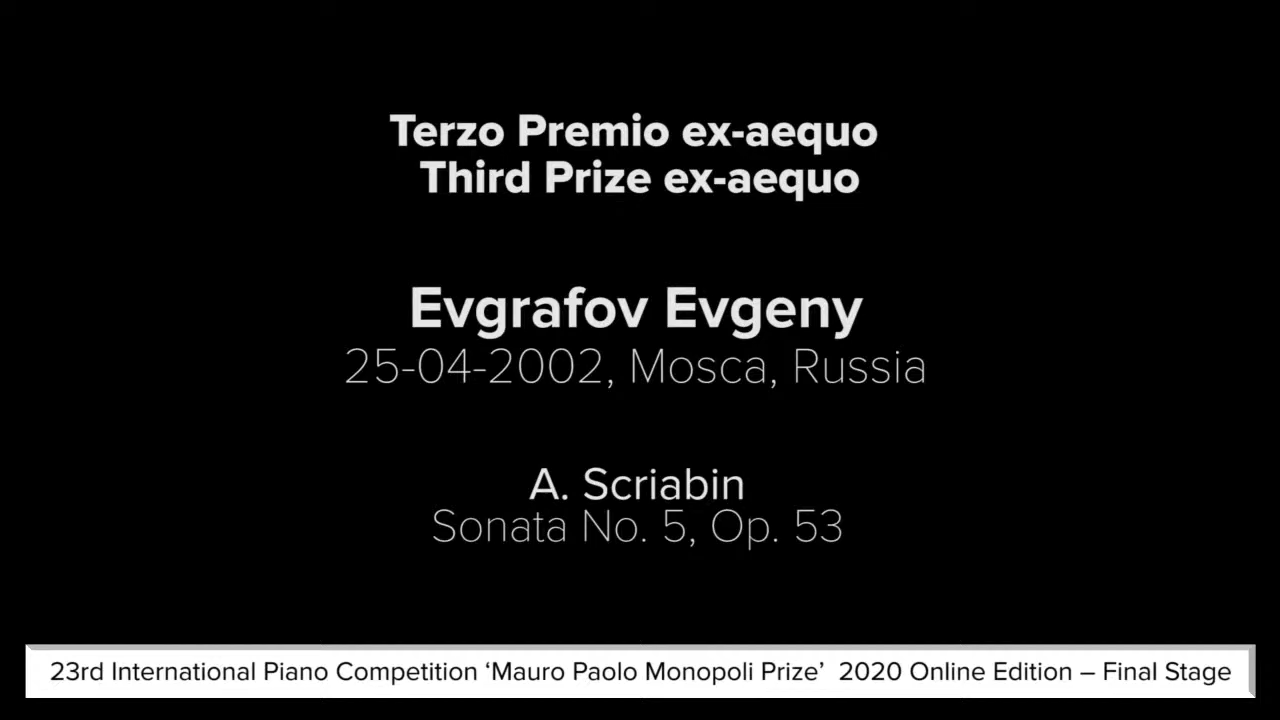 Terzo Premio ex-aequo
Third Prize ex-aequo
Evgrafov Evgeny
25-04-2002, Mosca, Russia
A. Scriabin
Sonata No. 5, Op. 53
23rd International Piano Competition ‘Mauro Paolo Monopoli Prize’ 2020 Online Edition – Final Stage